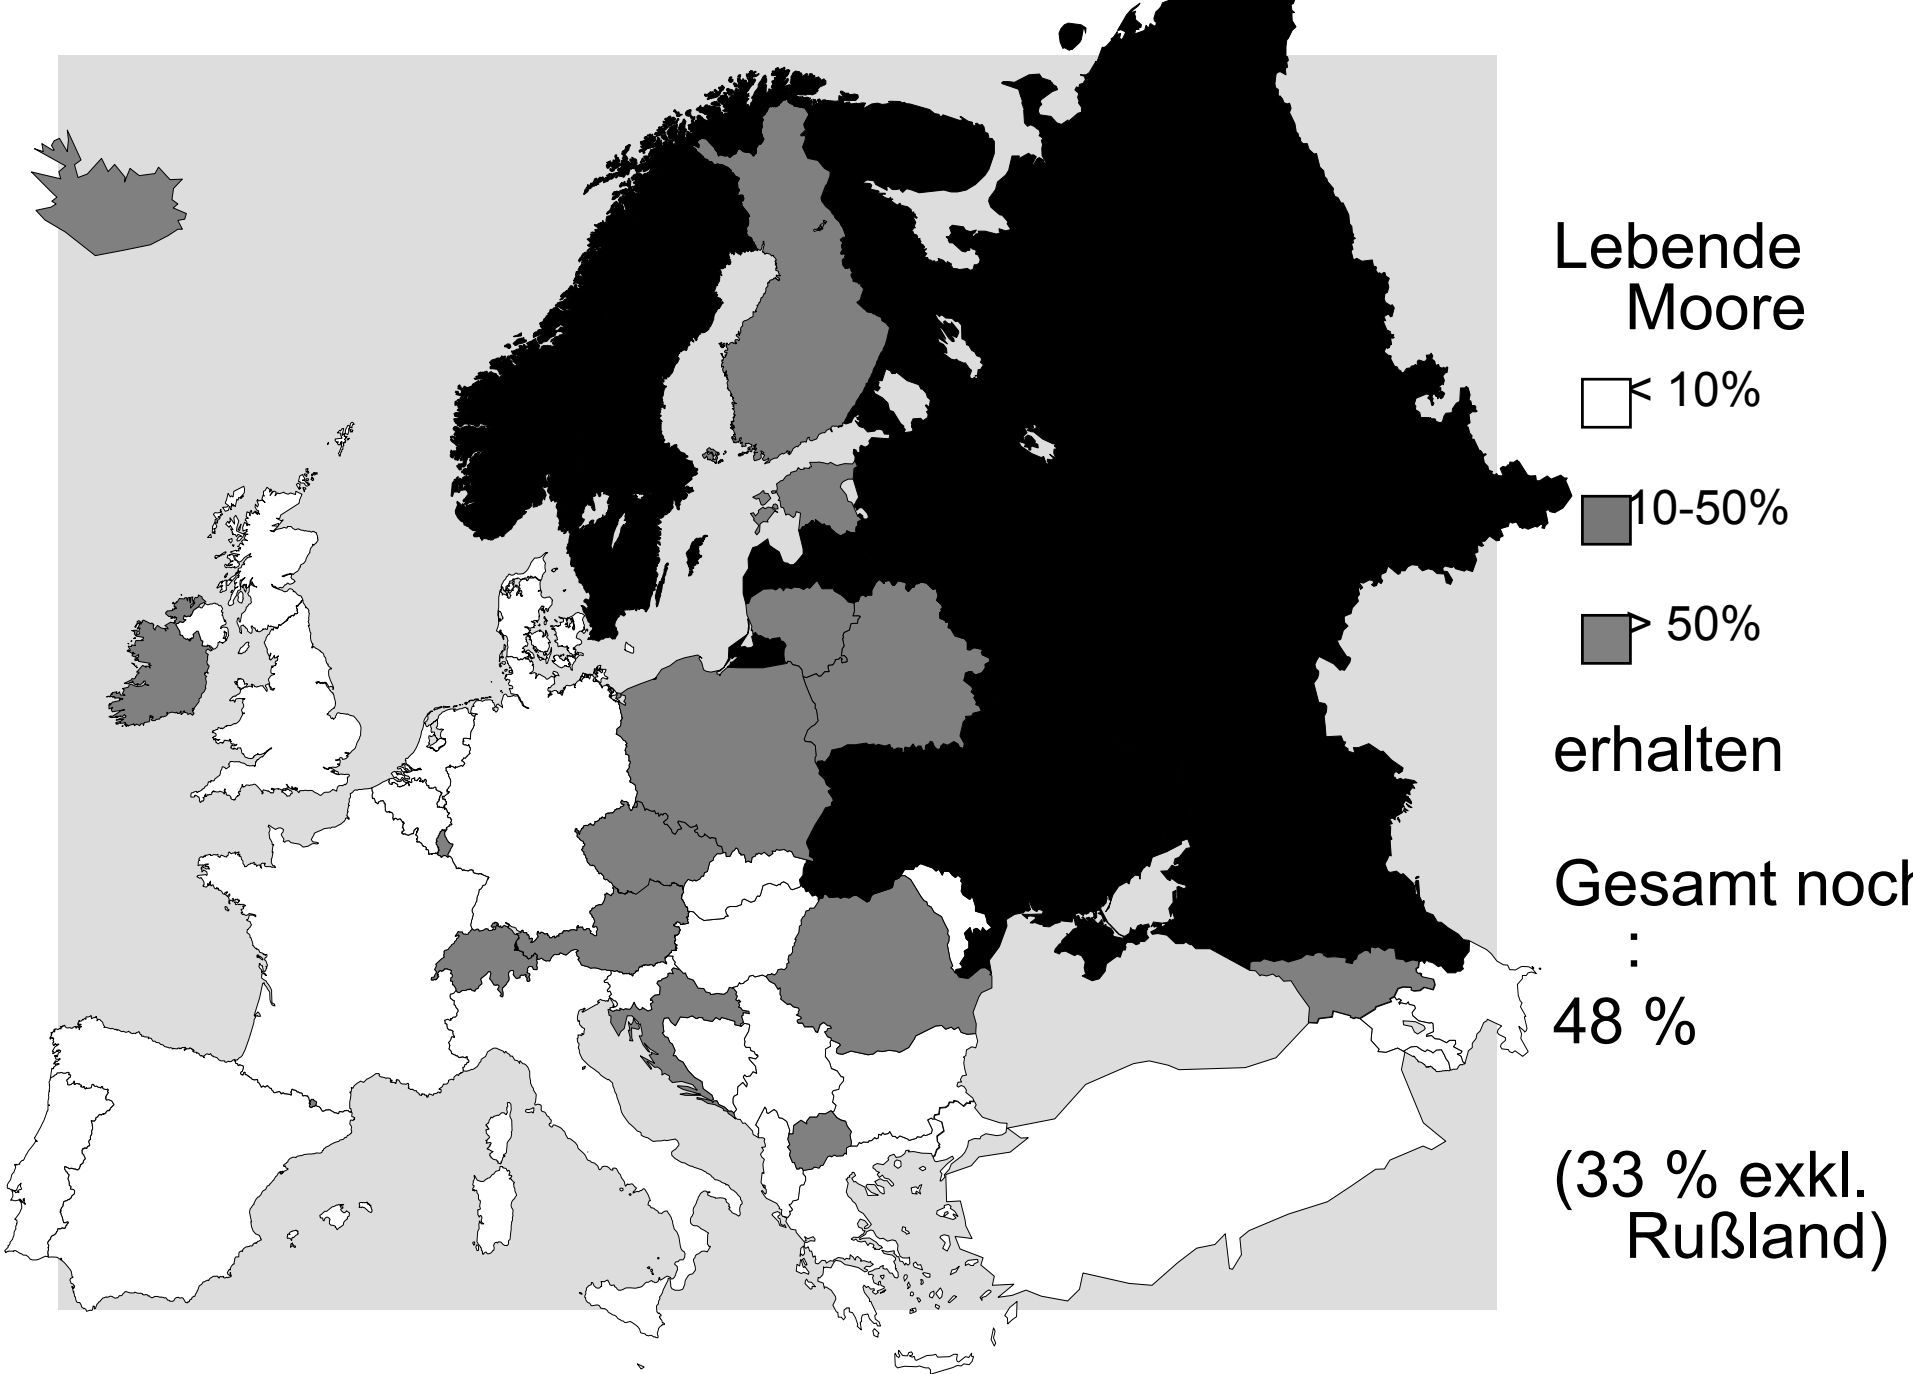 Lebende
Moore
< 10%
10-50%
> 50%
erhalten
Gesamt noch
:
48 %
(33 % exkl.
Rußland)